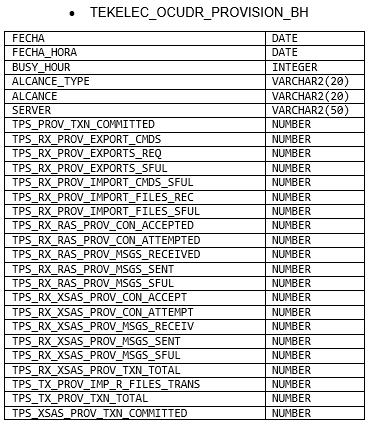 • TEKELEC_OCUDR_PROVISION_BH
FECHA DATE
FECHA_HORA DATE
BUSY_HOUR INTEGER
ALCANCE_TYPE VARCHAR2(20)
ALCANCE VARCHAR2(20)
SERVER VARCHAR2(50)
TPS_PROV_TXN_COMMITTED NUMBER
TPS_RX_PROV_EXPORT_CMDS NUMBER
TPS_RX_PROV_EXPORTS_REQ NUMBER
TPS_RX_PROV_EXPORTS_SFUL NUMBER
TPS_RX_PROV_IMPORT_CMDS_SFUL NUMBER
TPS_RX_PROV_IMPORT_FILES_REC NUMBER
TPS_RX_PROV_IMPORT_FILES_SFUL NUMBER
TPS_RX_RAS_PROV_CON_ACCEPTED NUMBER
TPS_RX_RAS_PROV_CON_ATTEMPTED NUMBER
TPS_RX_RAS_PROV_MSGS_RECEIVED NUMBER
TPS_RX_RAS_PROV_MSGS_SENT NUMBER
TPS_RX_RAS_PROV_MSGS_SFUL NUMBER
TPS_RX_XSAS_PROV_CON_ACCEPT NUMBER
TPS_RX_XSAS_PROV_CON_ATTEMPT NUMBER
TPS_RX_XSAS_PROV_MSGS_RECEIV NUMBER
TPS_RX_XSAS_PROV_MSGS_SENT NUMBER
TPS_RX_XSAS_PROV_MSGS_SFUL NUMBER
TPS_RX_XSAS_PROV_TXN_TOTAL NUMBER
TPS_TX_PROV_IMP_R_FILES_TRANS NUMBER
TPS_TX_PROV_TXN_TOTAL NUMBER
TPS_XSAS_PROV_TXN_COMMITTED NUMBER